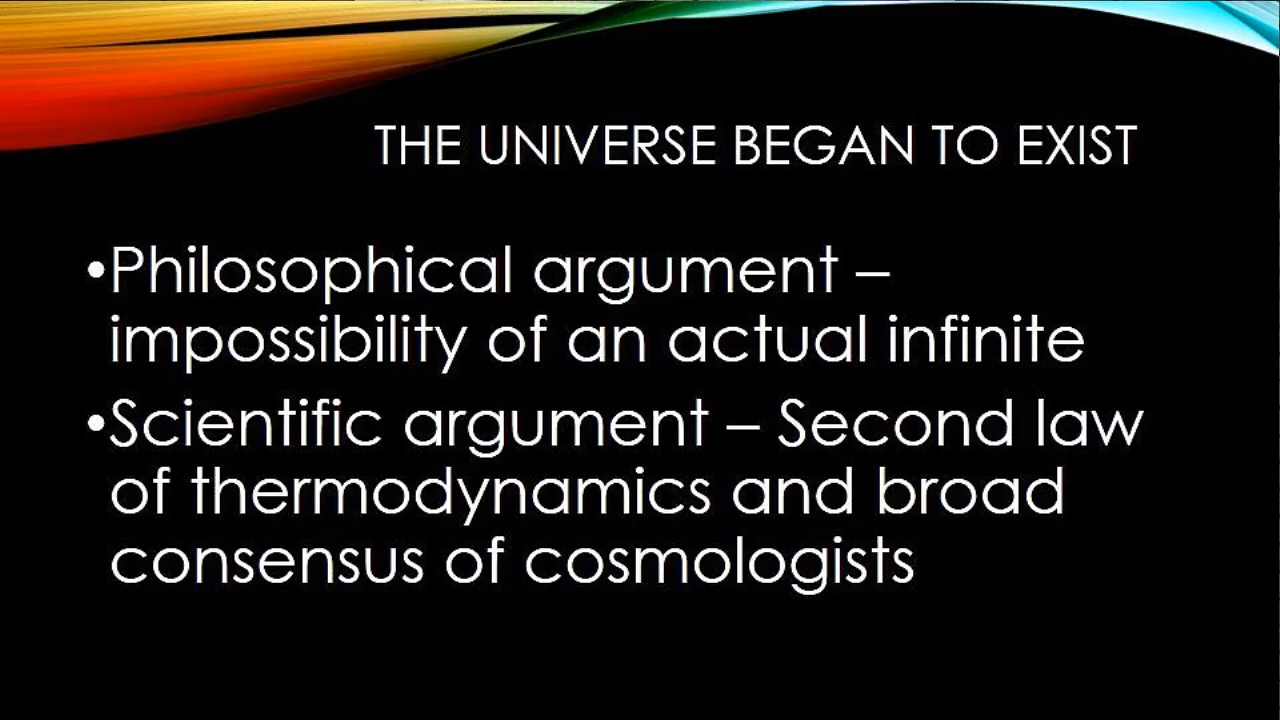 THE UNIVERSE BEGAN TO EXIST
•Philosophical argument –
impossibility of an actual infinite
•Scientific argument – Second law
of thermodynamics and broad
consensus of cosmologists